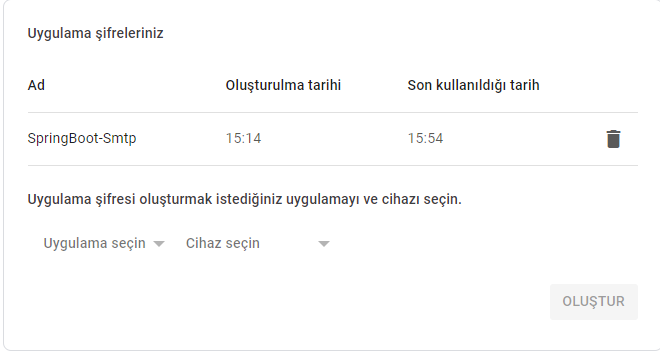 Uygulama şifreleriniz
Ad Oluşturulma tarihi Son kullanıldığı tarih
SpringBoot-Smtp 15:14 15:54
Uygulama şifresi oluşturmak istediğiniz uygulamayı ve cihazı seçin.
Uygulama seçin Cihaz seçin
OLUŞTUR